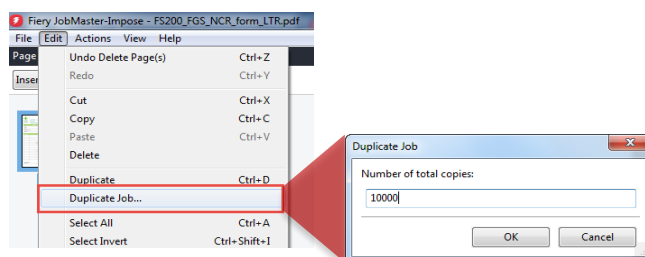 Fiery JobMaster-Impose - FS200_FGS_NCR_form_LTR.pdf
File Edit Actions View Help
Page
Inser
Undo Delete Page(s) Ctrl+Z
Redo Ctrl+Y
Cut Ctrl+X
Copy Ctrl+C
Paste Ctrl+V
Delete
Duplicate Ctrl+D
Duplicate Job...
Select All Ctrl+A
Select Invert Ctrl+Shift+I
Duplicate Job
Number of total copies:
10000
OK Cancel